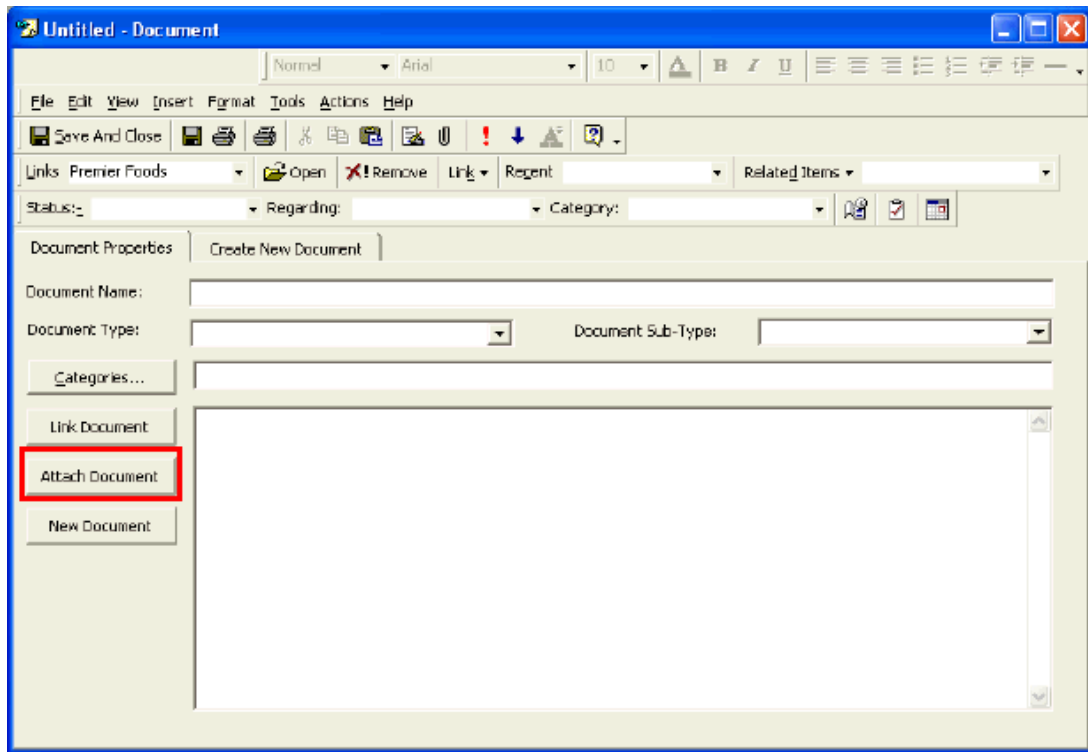 Untitled - Document
Normal Arial 10 A B I U
File Edit View Insert Format Tools Actions Help
Save And Close
Links Premier Foods Open Remove Link Recent Related Items
Status:- Regarding: Category:
Document Properties Create New Document
Document Name:
Document Type: Document Sub-Type:
Categories...
Link Document
Attach Document
New Document